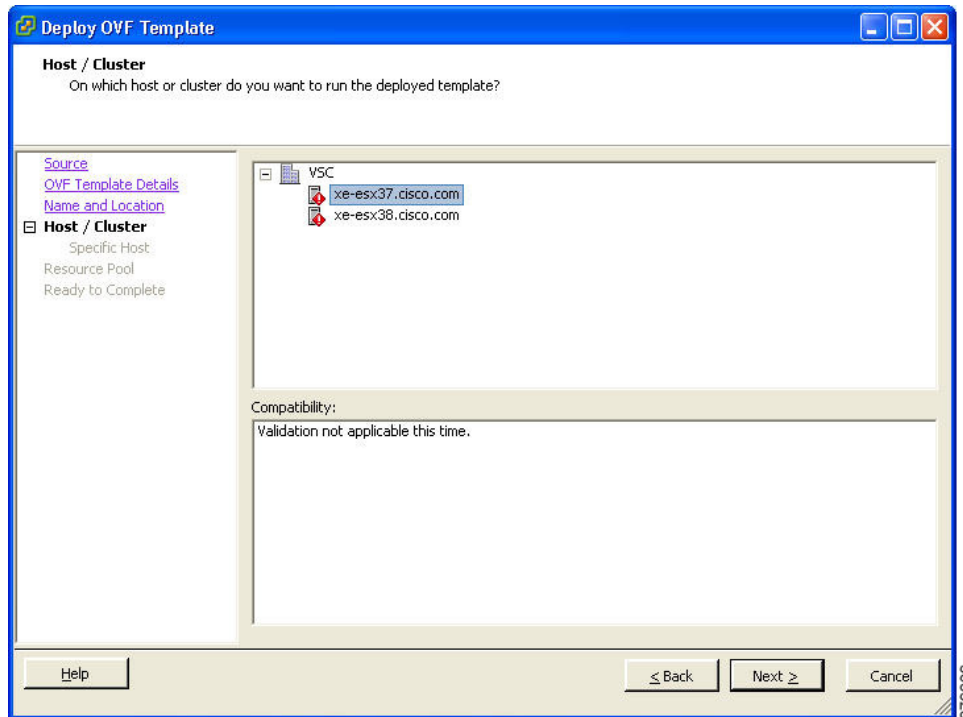 Deploy OVF Template
Host / Cluster
On which host or cluster do you want to run the deployed template?
Source
OVF Template Details
Name and Location
Host / Cluster
Specific Host
Resource Pool
Ready to Complete
VSC
xe-esx37.cisco.com
xe-esx38.cisco.com
Compatibility:
Validation not applicable this time.
Help
< Back
Next >
Cancel